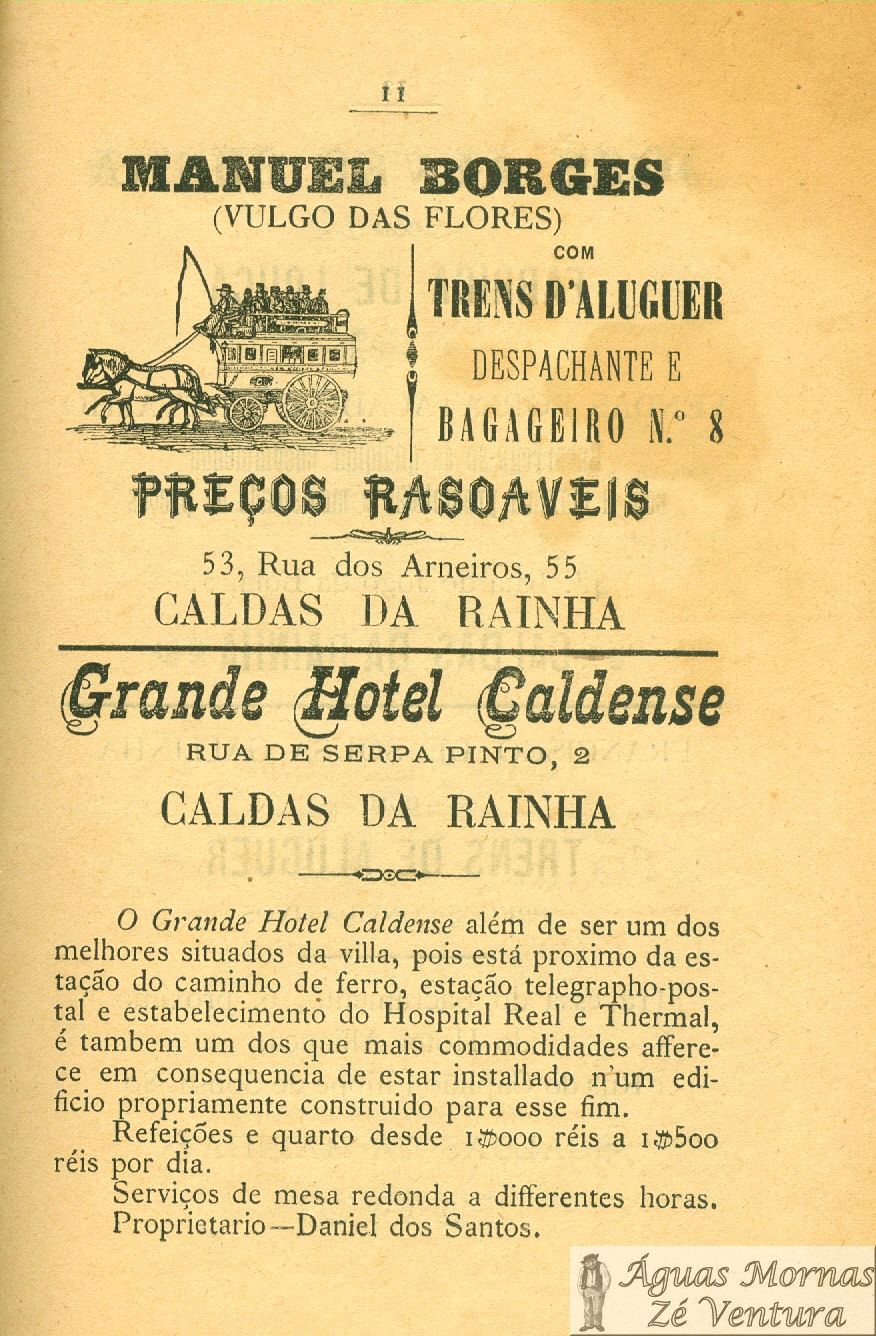 11
MANUEL BORGES
(VULGO DAS FLORES)
COM
TRENS D'ALUGUER
DESPACHANTE E
BAGAGEIRO N.º 8
PREÇOS RASOAVEIS
53, Rua dos Arneiros, 55
CALDAS DA RAINHA
Grande Hotel Caldense
RUA DE SERPA PINTO, 2
CALDAS DA RAINHA
O Grande Hotel Caldense além de ser um dos
melhores situados da villa, pois está proximo da es-
tação do caminho de ferro, estação telegrapho-pos-
tal e estabelecimento do Hospital Real e Thermal,
é tambem um dos que mais commodidades affere-
ce em consequencia de estar installado n'um edi-
ficio propriamente construido para esse fim.
Refeições e quarto desde 1$000 réis a 1$500
réis por dia.
Serviços de mesa redonda a differentes horas.
Proprietario—Daniel dos Santos.
Águas Mornas
Zé Ventura